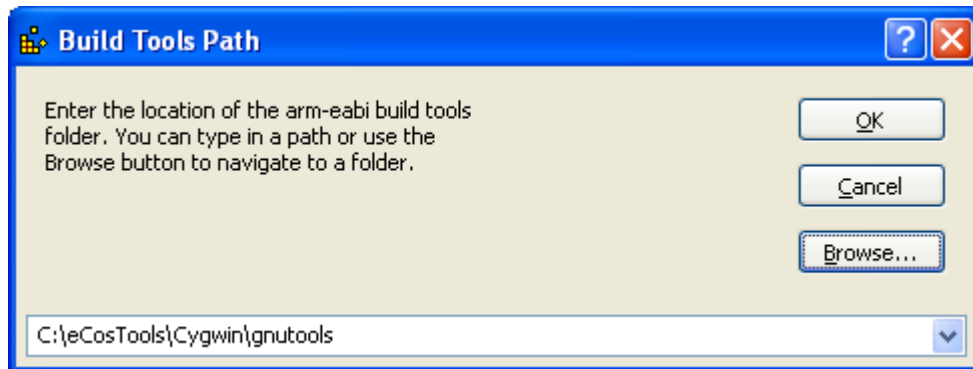 Build Tools Path
Enter the location of the arm-eabi build tools
folder. You can type in a path or use the
Browse button to navigate to a folder.
OK
Cancel
Browse...
C:\eCosTools\Cygwin\gnutools